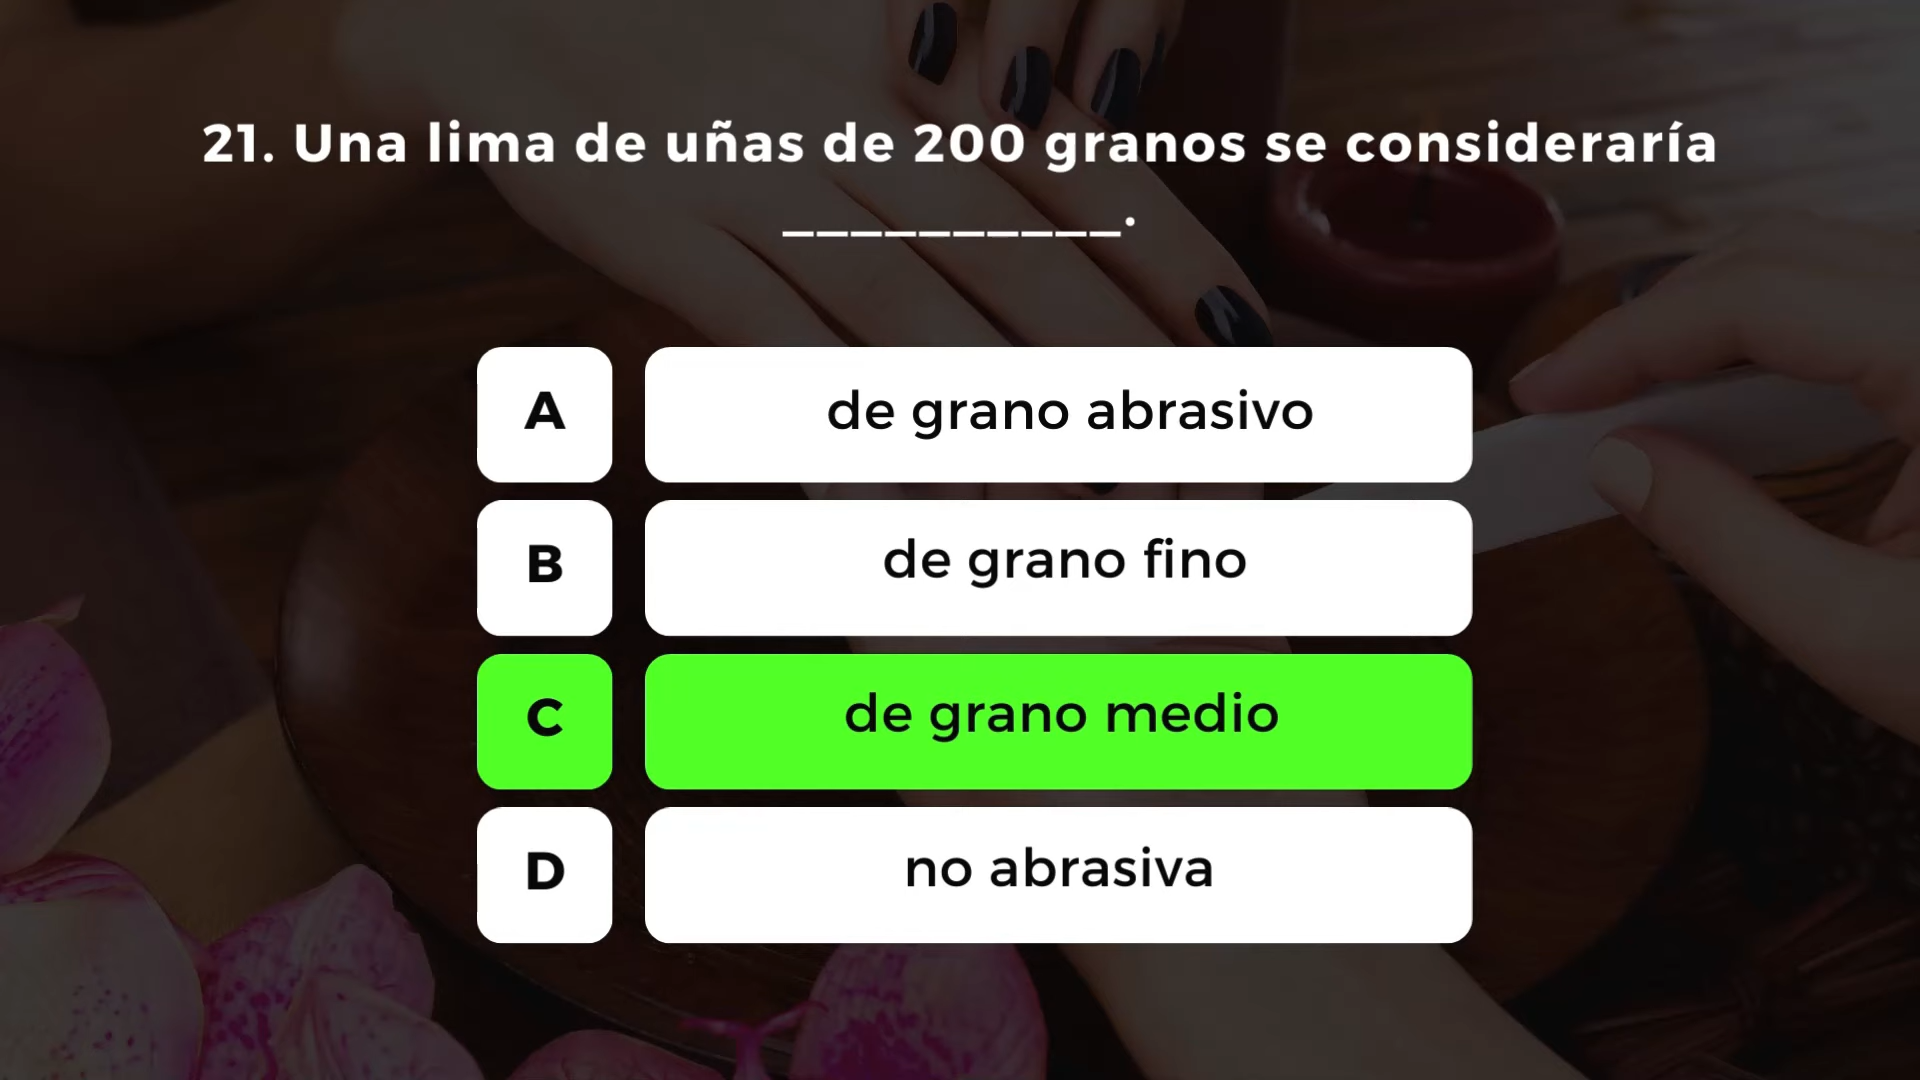 21. Una lima de uñas de 200 granos se consideraría
__________.
A de grano abrasivo
B de grano fino
C de grano medio
D no abrasiva